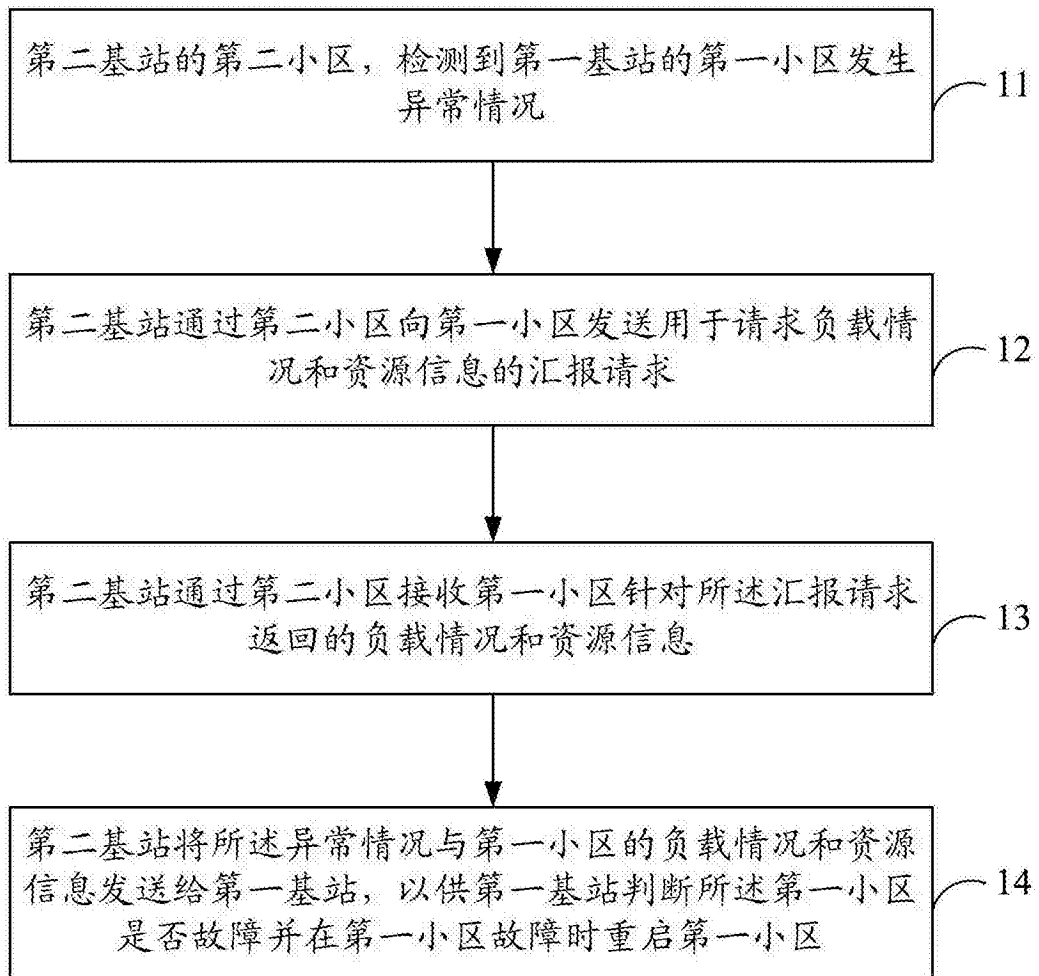 第二基站的第二小区，检测到第一基站的第一小区发生
异常情况
11
第二基站通过第二小区向第一小区发送用于请求负载情
况和资源信息的汇报请求
12
第二基站通过第二小区接收第一小区针对所述汇报请求
返回的负载情况和资源信息
13
第二基站将所述异常情况与第一小区的负载情况和资源
信息发送给第一基站，以供第一基站判断所述第一小区
是否故障并在第一小区故障时重启第一小区
14